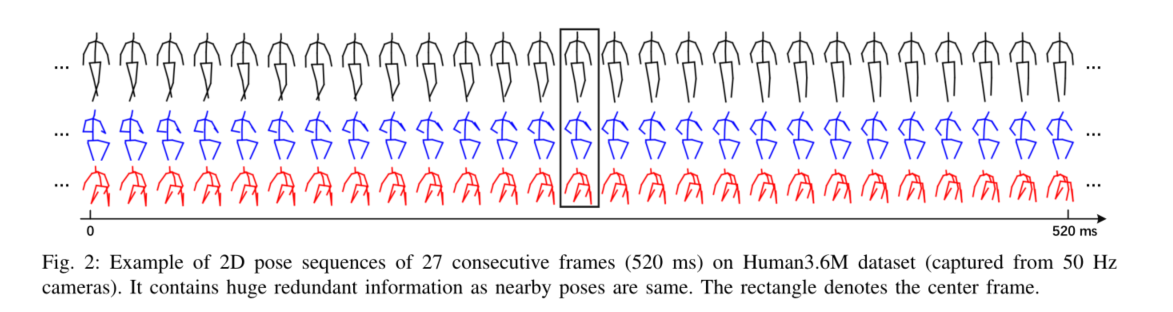 ...
...
...
...
...
...
0
520 ms
Fig. 2: Example of 2D pose sequences of 27 consecutive frames (520 ms) on Human3.6M dataset (captured from 50 Hz
cameras). It contains huge redundant information as nearby poses are same. The rectangle denotes the center frame.